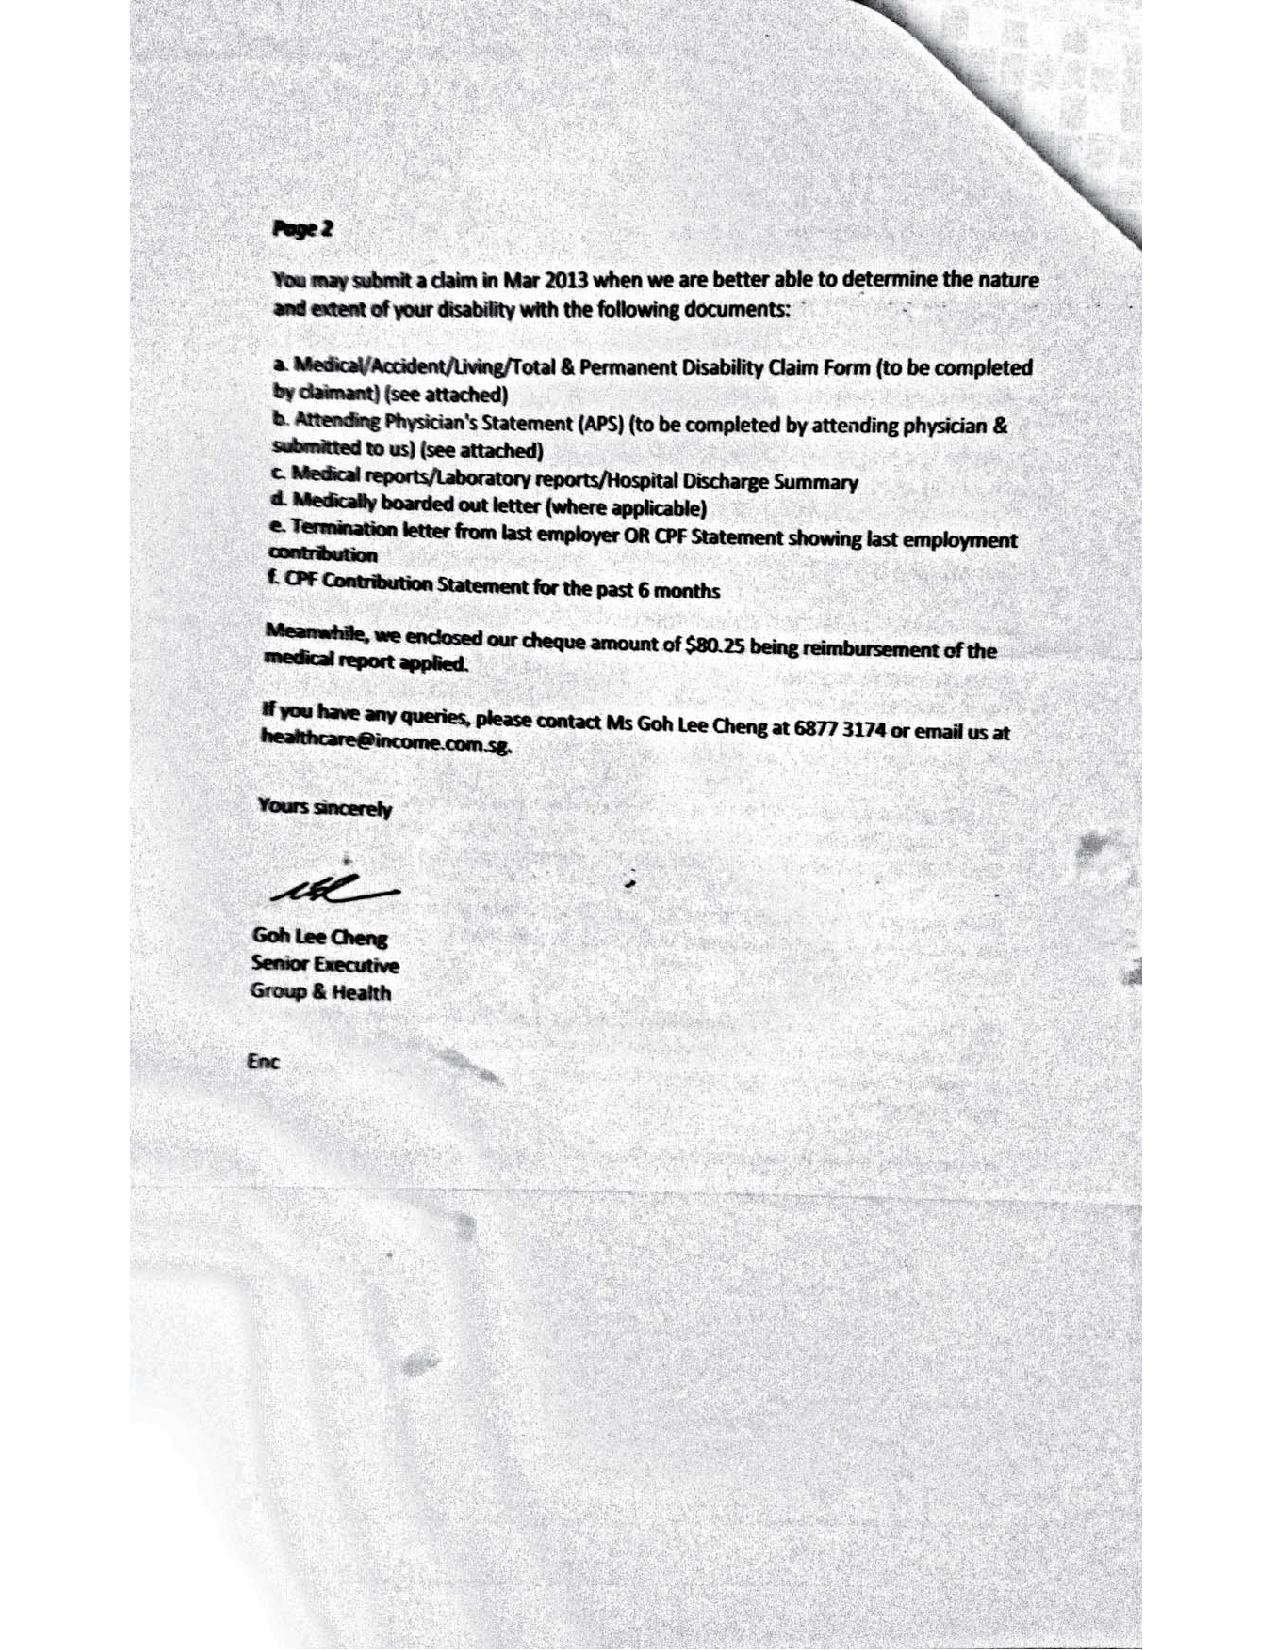 Page 2
You may submit a claim in Mar 2013 when we are better able to determine the nature
and extent of your disability with the following documents:
a. Medical/Accident/Living/Total & Permanent Disability Claim Form (to be completed
by claimant) (see attached)
b. Attending Physician's Statement (APS) (to be completed by attending physician &
submitted to us) (see attached)
c. Medical reports/Laboratory reports/Hospital Discharge Summary
d. Medically boarded out letter (where applicable)
e. Termination letter from last employer OR CPF Statement showing last employment
contribution
f. CPF Contribution Statement for the past 6 months
Meanwhile, we enclosed our cheque amount of $80.25 being reimbursement of the
medical report applied.
If you have any queries, please contact Ms Goh Lee Cheng at 6877 3174 or email us at
healthcare@income.com.sg.
Yours sincerely
Goh Lee Cheng
Senior Executive
Group & Health
Enc